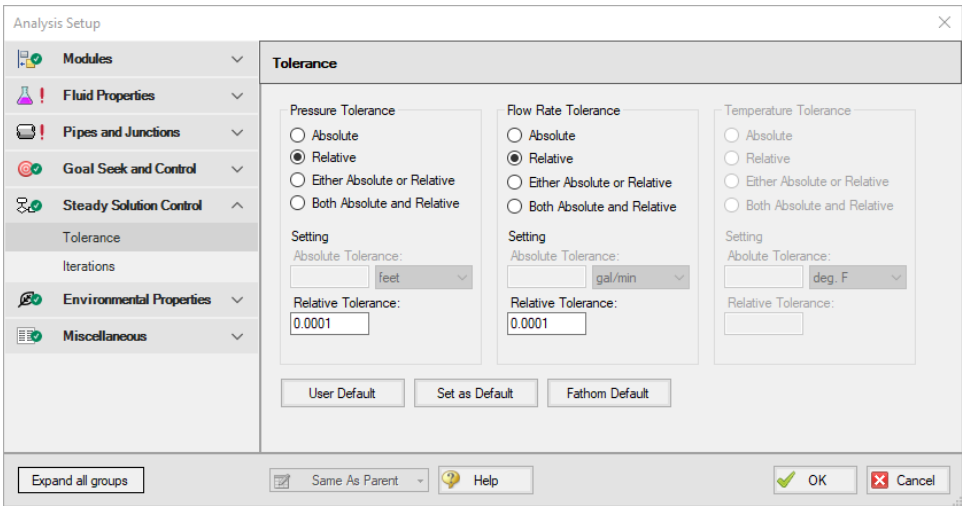 Analysis Setup
Modules
Fluid Properties
Pipes and Junctions
Goal Seek and Control
Steady Solution Control
Tolerance
Iterations
Environmental Properties
Miscellaneous
Expand all groups
Tolerance
Pressure Tolerance
Absolute
Relative
Either Absolute or Relative
Both Absolute and Relative
Setting
Absolute Tolerance:
feet
Relative Tolerance:
0.0001
Flow Rate Tolerance
Absolute
Relative
Either Absolute or Relative
Both Absolute and Relative
Setting
Absolute Tolerance:
gal/min
Relative Tolerance:
0.0001
Temperature Tolerance
Absolute
Relative
Either Absolute or Relative
Both Absolute and Relative
Setting
Abolute Tolerance:
deg. F
Relative Tolerance:
User Default
Set as Default
Fathom Default
Same As Parent
Help
OK
Cancel